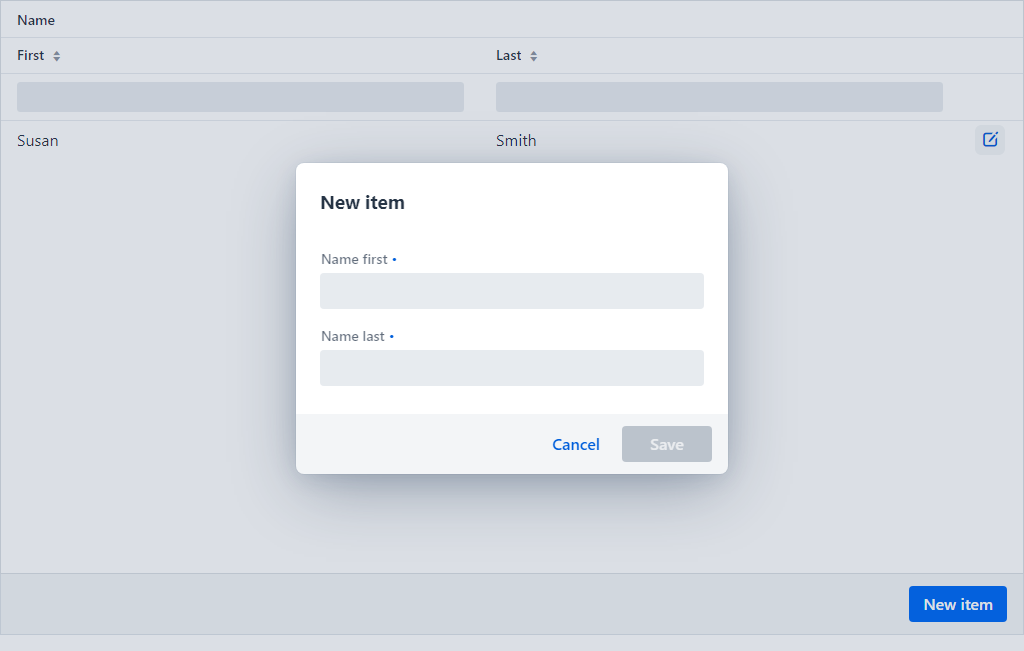 Name
First
Last
Susan
Smith
New item
Name first •
Name last •
Cancel
Save
New item